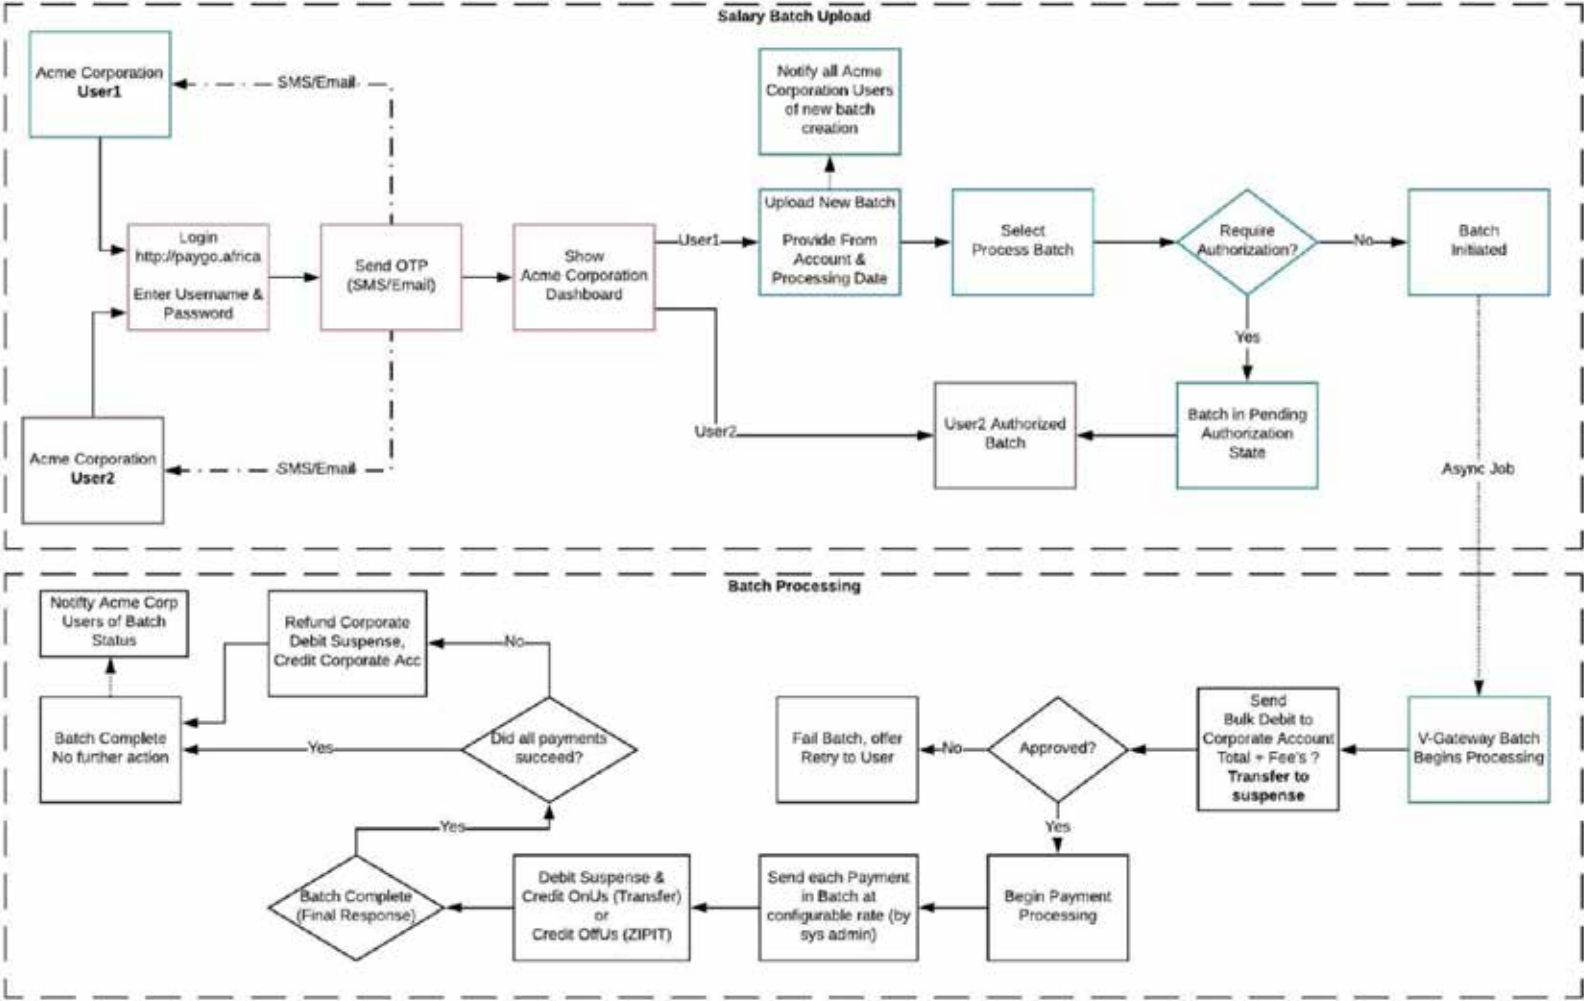 Salary Batch Upload
Acme Corporation
User1
SMS/Email
Notify all Acme
Corporation Users
of new batch
creation
Login
http://paygo.africa
Enter Username &
Password
Send OTP
(SMS/Email)
Show
Acme Corporation
Dashboard
User1
Upload New Batch
Provide From
Account &
Processing Date
Select
Process Batch
Require
Authorization?
No
Batch
Initiated
Yes
Acme Corporation
User2
SMS/Email
User2
User2 Authorized
Batch
Batch in Pending
Authorization
State
Async Job
Batch Processing
Notifty Acme Corp
Users of Batch
Status
Refund Corporate
Debit Suspense,
Credit Corporate Acc
No
Batch Complete
No further action
Yes
Did all payments
succeed?
Fail Batch, offer
Retry to User
No
Approved?
Send
Bulk Debit to
Corporate Account
Total + Fee's ?
Transfer to
suspense
V-Gateway Batch
Begins Processing
Yes
Yes
Batch Complete
(Final Response)
Debit Suspense &
Credit OnUs (Transfer)
or
Credit OffUs (ZIPIT)
Send each Payment
in Batch at
configurable rate (by
sys admin)
Begin Payment
Processing